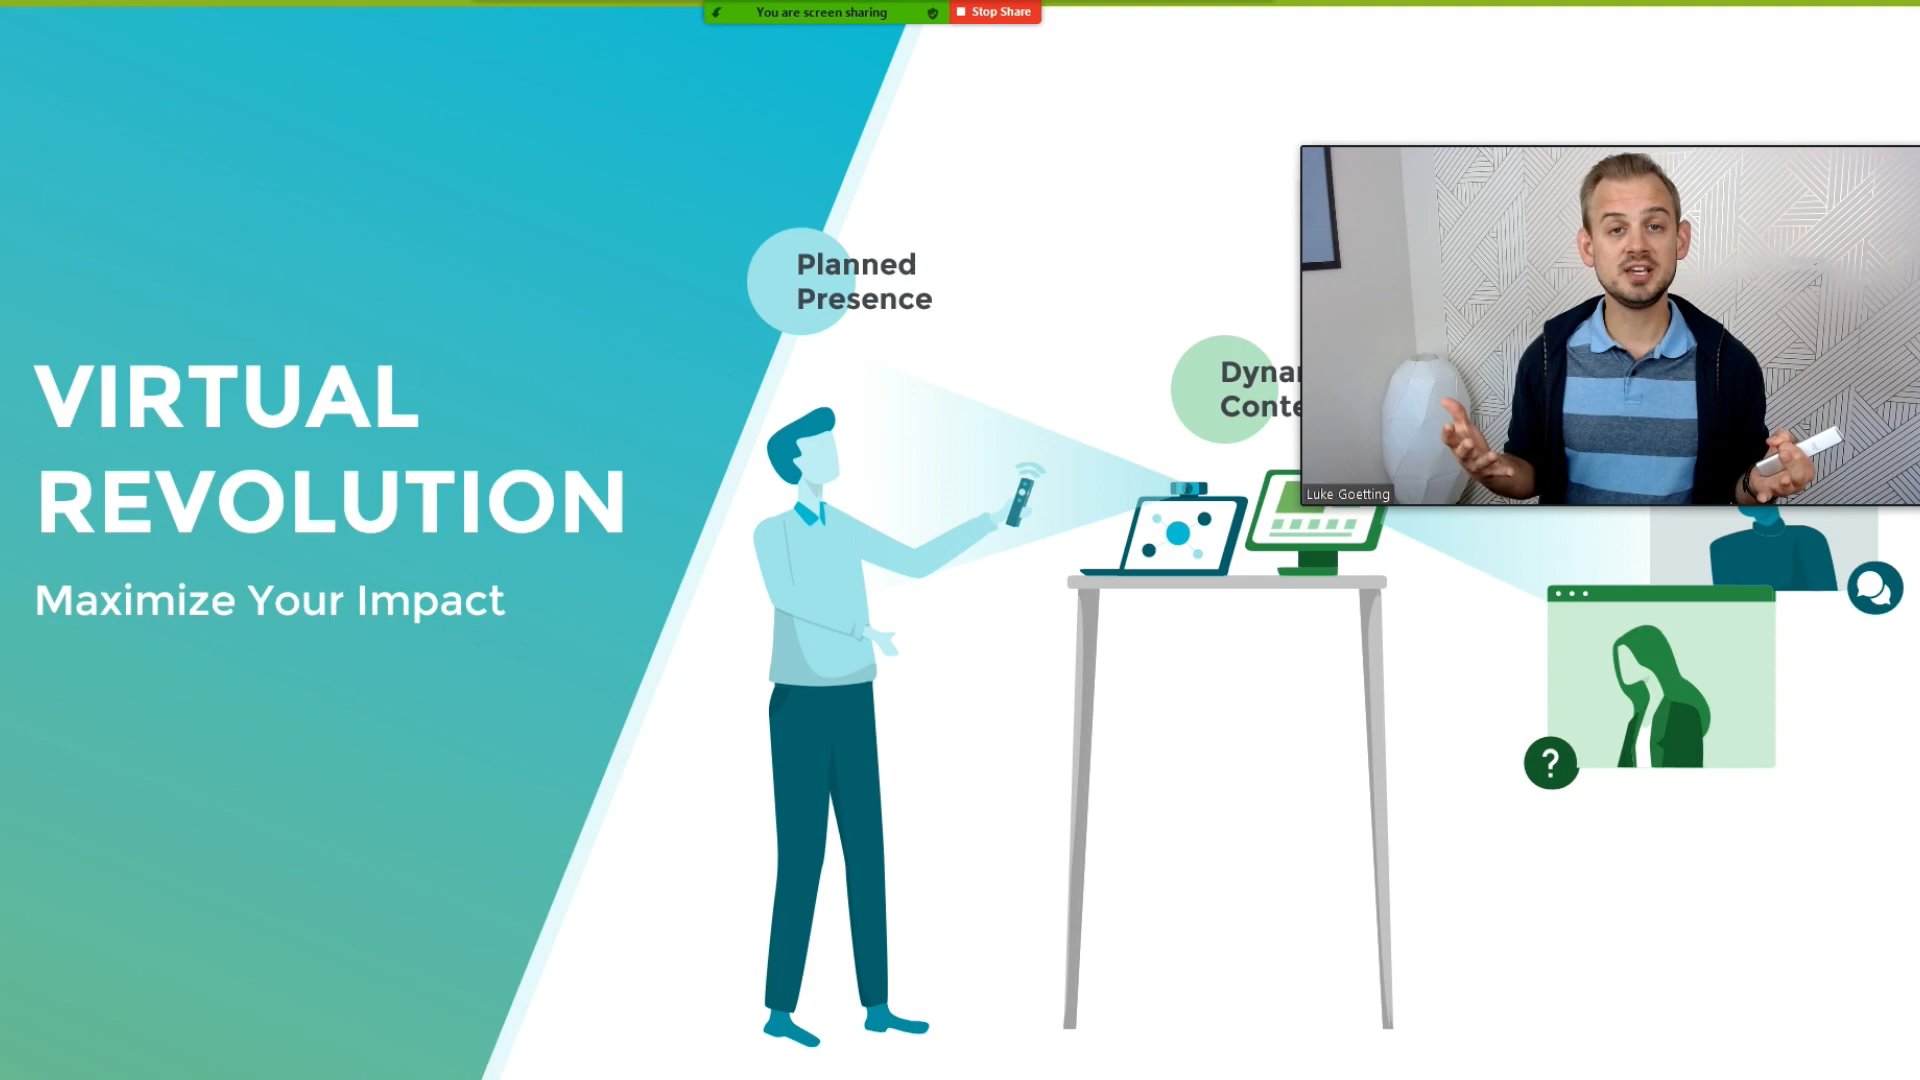 You are screen sharing
Stop Share
Planned
Presence
VIRTUAL
REVOLUTION
Maximize Your Impact
Luke Goetting
?